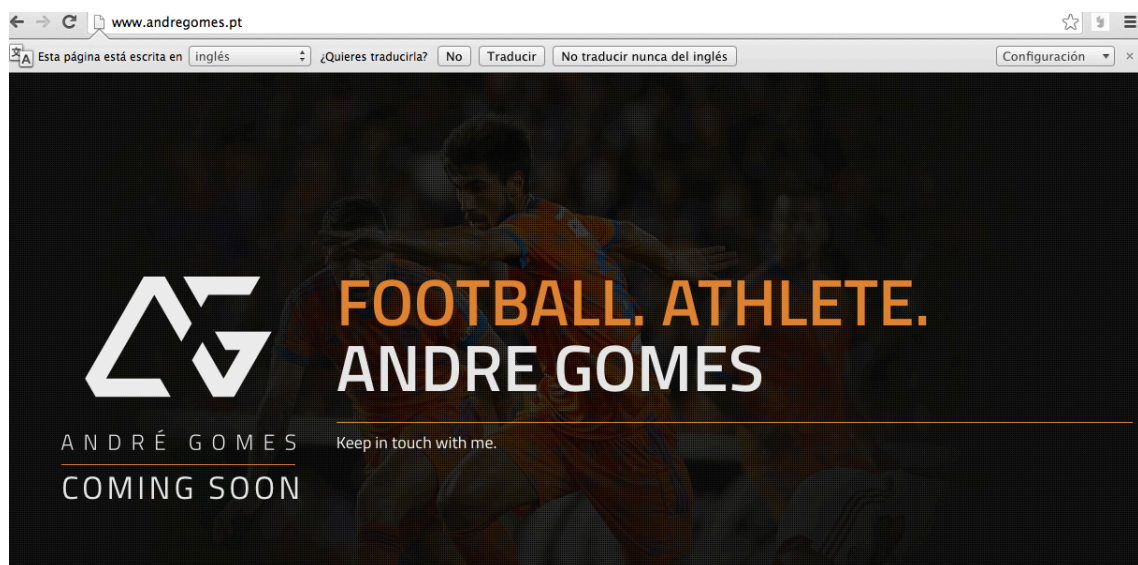 www.andregomes.pt
Esta página está escrita en inglés ¿Quieres traducirla? No Traducir No traducir nunca del inglés Configuración
FOOTBALL. ATHLETE.
ANDRE GOMES
Keep in touch with me.
AG
ANDRÉ GOMES
COMING SOON